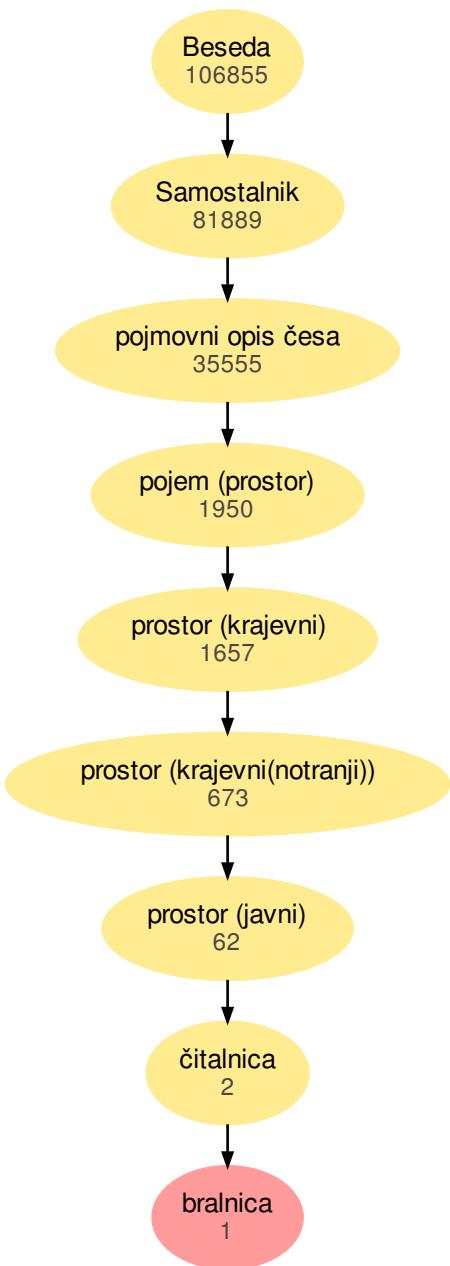 Beseda
106855
Samostalnik
81889
pojmovni opis česa
35555
pojem (prostor)
1950
prostor (krajevni)
1657
prostor (krajevni(notranji))
673
prostor (javni)
62
čitalnica
2
bralnica
1